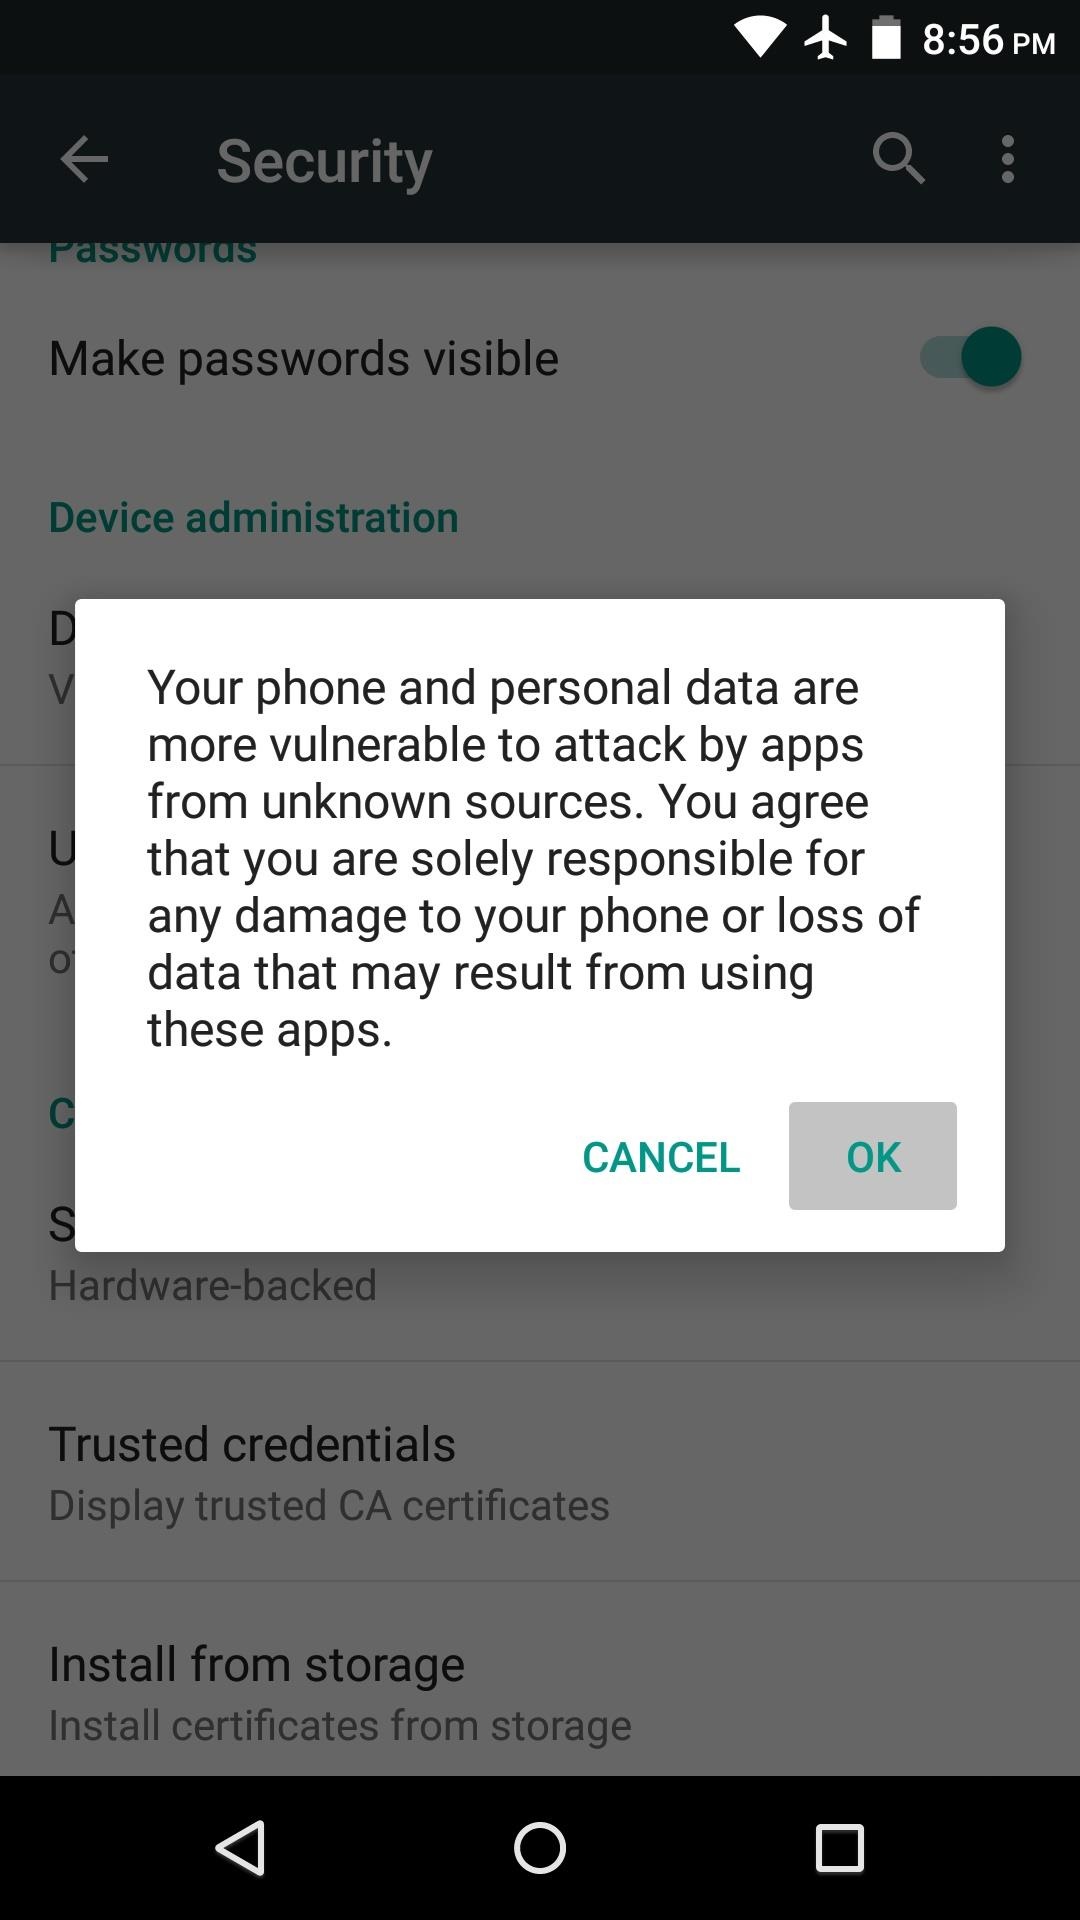 8:56 PM
Security
Passwords
Make passwords visible
Device administration
D
V
Your phone and personal data are
more vulnerable to attack by apps
from unknown sources. You agree
that you are solely responsible for
any damage to your phone or loss of
data that may result from using
these apps.
U
A
C
CANCEL
OK
S
Hardware-backed
Trusted credentials
Display trusted CA certificates
Install from storage
Install certificates from storage